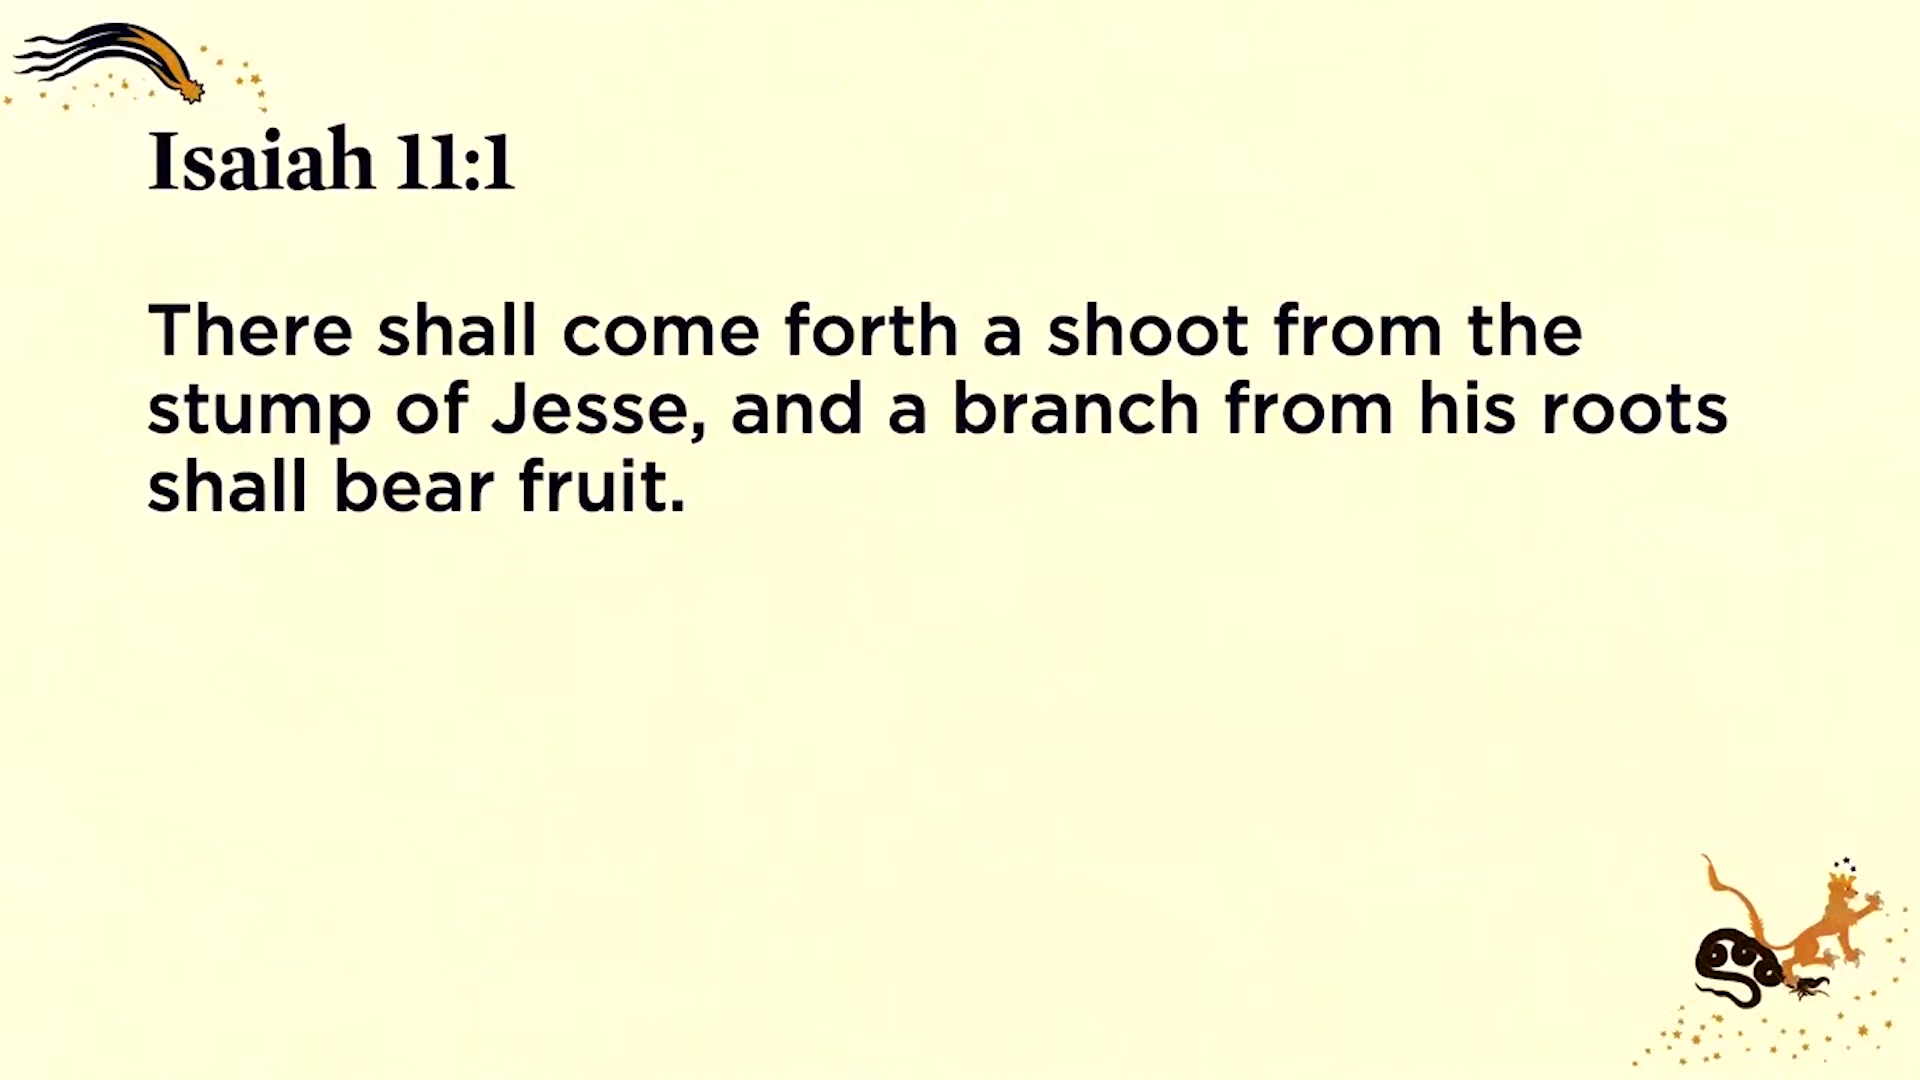 Isaiah 11:1
There shall come forth a shoot from the
stump of Jesse, and a branch from his roots
shall bear fruit.